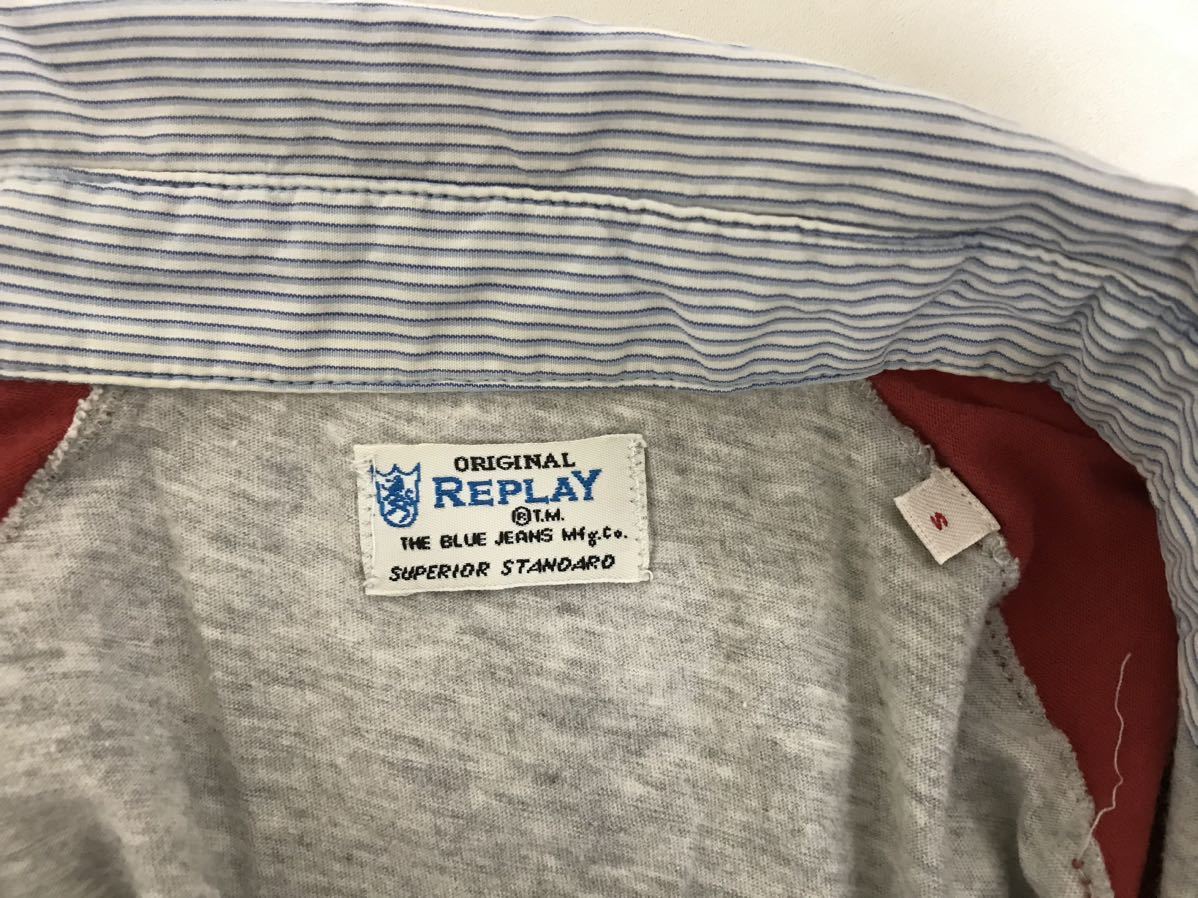 ORIGINAL
REPLAY
®T.M.
THE BLUE JEANS Mfg.Co.
SUPERIOR STANDARD
S